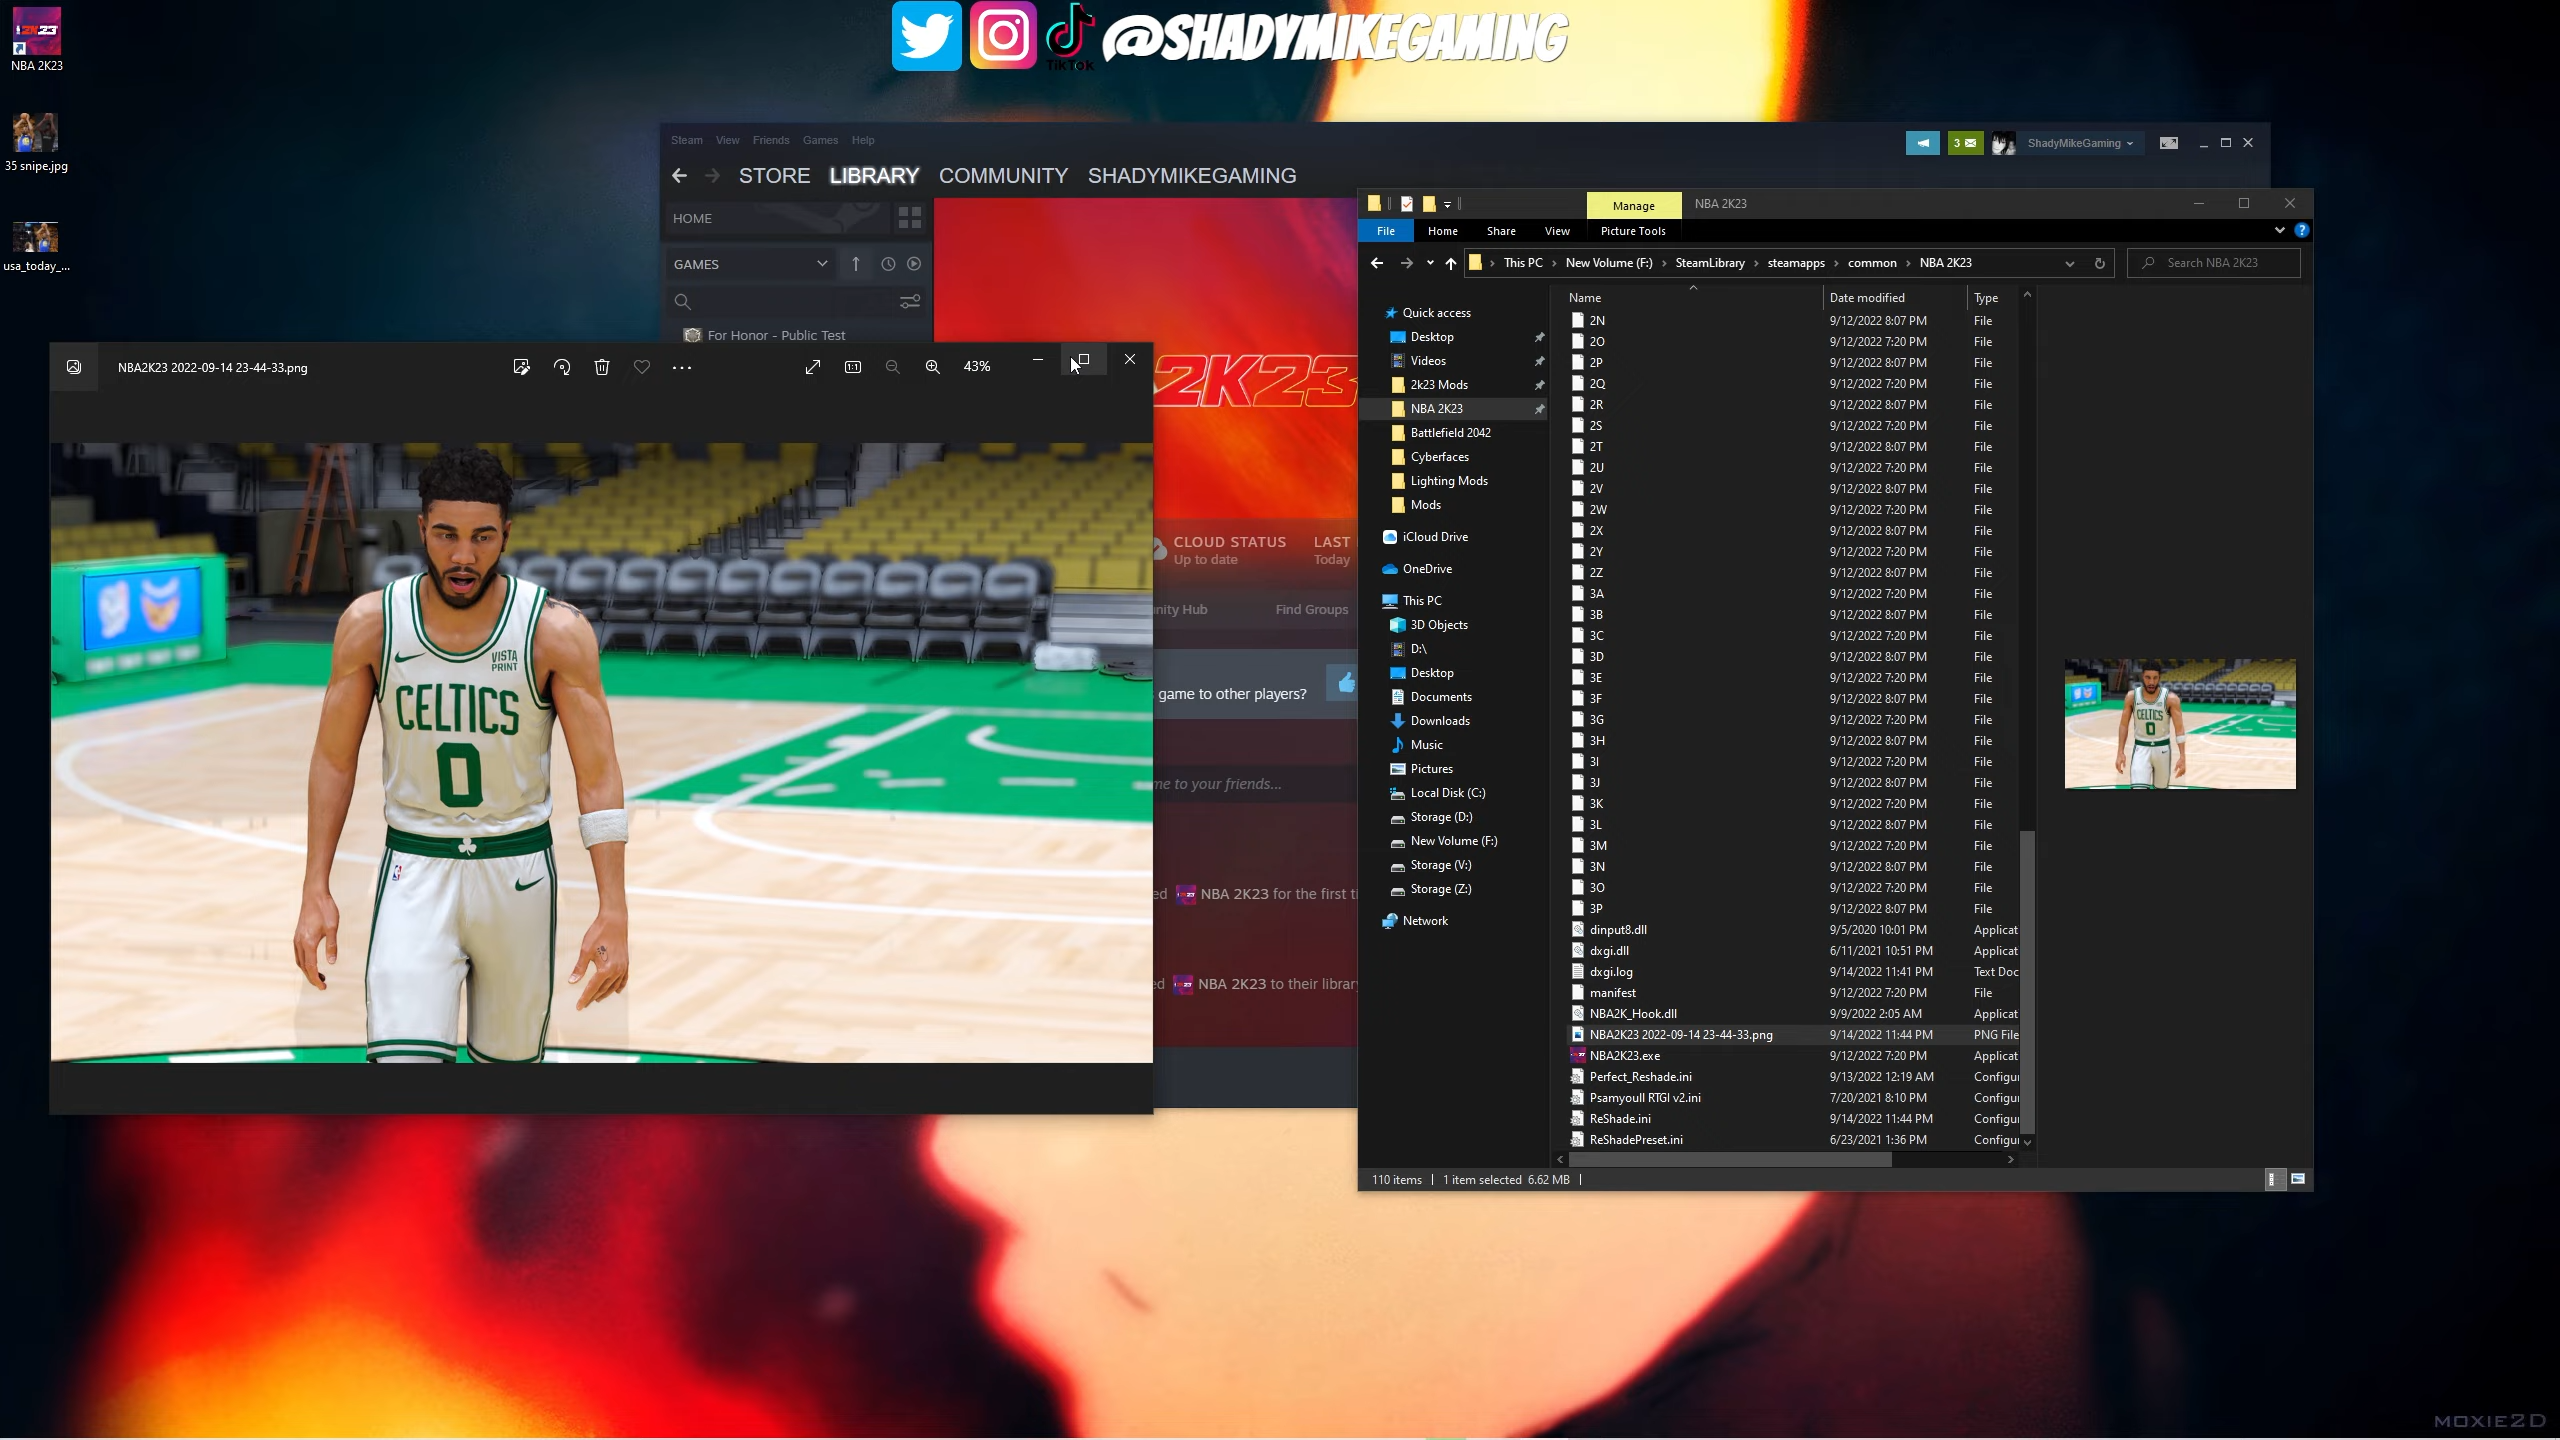 NBA 2K23
35 snipe.jpg
usa_today_...
TikTok
@SHADYMIKEGAMING
Steam View Friends Games Help
3
ShadyMikeGaming
STORE LIBRARY COMMUNITY SHADYMIKEGAMING
HOME
GAMES
For Honor - Public Test
2K23
CLOUD STATUS
Up to date
LAST
Today
nity Hub
Find Groups
game to other players?
me to your friends...
ed NBA 2K23 for the first ti
ed NBA 2K23 to their library
NBA2K23 2022-09-14 23-44-33.png
1:1
43%
VISTA
PRINT
CELTICS
0
Manage
NBA 2K23
File Home Share View Picture Tools
This PC New Volume (F:) SteamLibrary steamapps common NBA 2K23
Search NBA 2K23
Quick access
Desktop
Videos
2k23 Mods
NBA 2K23
Battlefield 2042
Cyberfaces
Lighting Mods
Mods
iCloud Drive
OneDrive
This PC
3D Objects
D:\
Desktop
Documents
Downloads
Music
Pictures
Local Disk (C:)
Storage (D:)
New Volume (F:)
Storage (V:)
Storage (Z:)
Network
Name Date modified Type
2N 9/12/2022 8:07 PM File
2O 9/12/2022 7:20 PM File
2P 9/12/2022 8:07 PM File
2Q 9/12/2022 7:20 PM File
2R 9/12/2022 8:07 PM File
2S 9/12/2022 7:20 PM File
2T 9/12/2022 8:07 PM File
2U 9/12/2022 7:20 PM File
2V 9/12/2022 8:07 PM File
2W 9/12/2022 7:20 PM File
2X 9/12/2022 8:07 PM File
2Y 9/12/2022 7:20 PM File
2Z 9/12/2022 8:07 PM File
3A 9/12/2022 7:20 PM File
3B 9/12/2022 8:07 PM File
3C 9/12/2022 7:20 PM File
3D 9/12/2022 8:07 PM File
3E 9/12/2022 7:20 PM File
3F 9/12/2022 8:07 PM File
3G 9/12/2022 7:20 PM File
3H 9/12/2022 8:07 PM File
3I 9/12/2022 7:20 PM File
3J 9/12/2022 8:07 PM File
3K 9/12/2022 7:20 PM File
3L 9/12/2022 8:07 PM File
3M 9/12/2022 7:20 PM File
3N 9/12/2022 8:07 PM File
3O 9/12/2022 7:20 PM File
3P 9/12/2022 8:07 PM File
dinput8.dll 9/5/2020 10:01 PM Applicat
dxgi.dll 6/11/2021 10:51 PM Applicat
dxgi.log 9/14/2022 11:41 PM Text Doc
manifest 9/12/2022 7:20 PM File
NBA2K_Hook.dll 9/9/2022 2:05 AM Applicat
NBA2K23 2022-09-14 23-44-33.png 9/14/2022 11:44 PM PNG File
NBA2K23.exe 9/12/2022 7:20 PM Applicat
Perfect_Reshade.ini 9/13/2022 12:19 AM Configu
Psamyoull RTGI v2.ini 7/20/2021 8:10 PM Configu
ReShade.ini 9/14/2022 11:44 PM Configu
ReShadePreset.ini 6/23/2021 1:36 PM Configu
CELTICS
0
110 items 1 item selected 6.62 MB
MOXIE2D